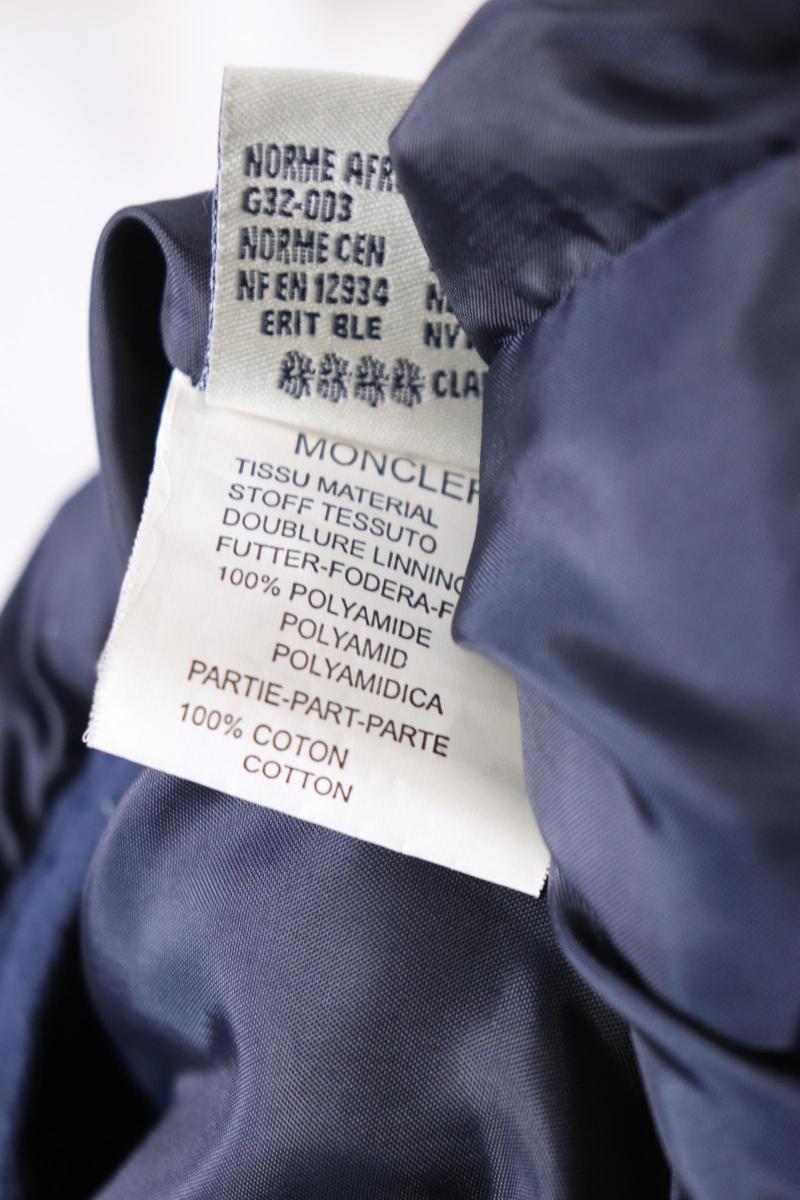 NORME AFR
G32-003
NORME CEN
NF EN 12934
ERIT BLE NY
CLA
MONCLER
TISSU MATERIAL
STOFF TESSUTO
DOUBLURE LINNING
FUTTER-FODERA-F
100% POLYAMIDE
POLYAMID
POLYAMIDICA
PARTIE-PART-PARTE
100% COTON
COTTON